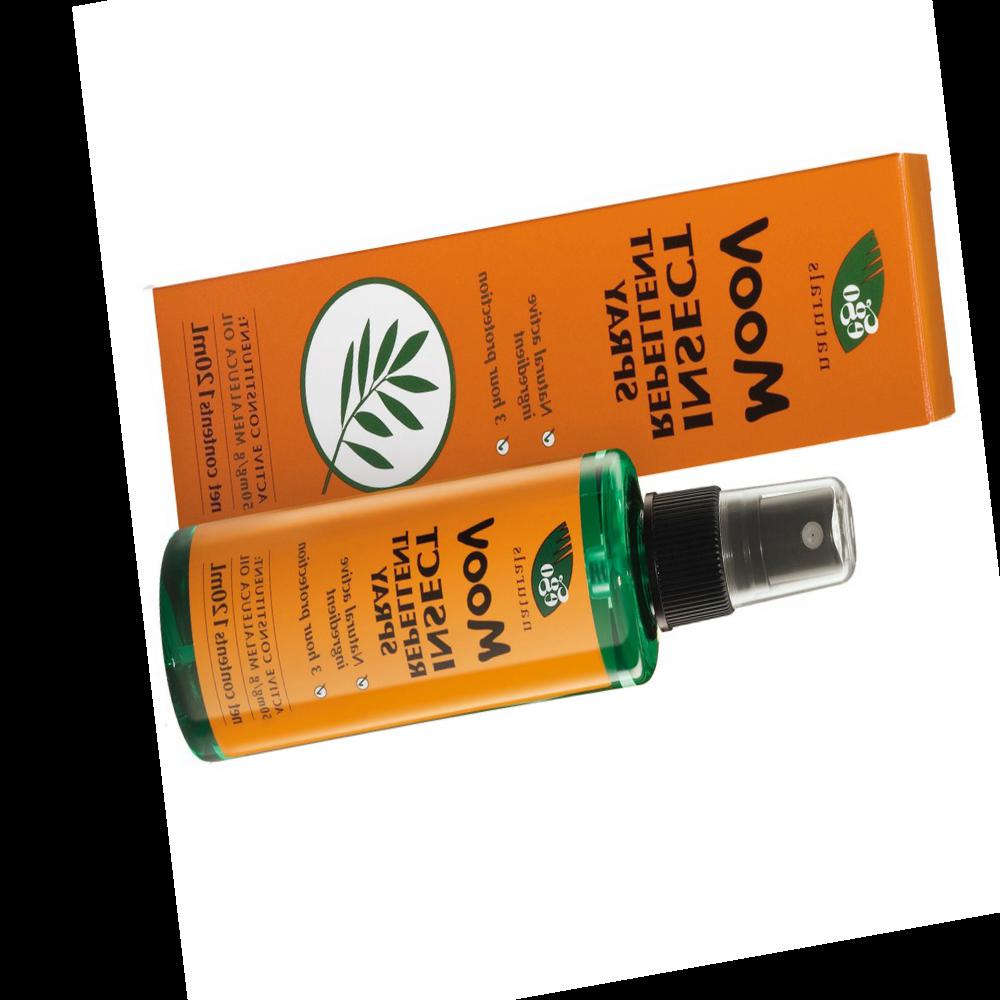 ego
naturals
Moov
INSECT
REPELLENT
SPRAY
Natural active
ingredient
3 hour protection
ACTIVE CONSTITUENT:
50mg/g MELALEUCA OIL
net contents 120mL
ego
naturals
Moov
INSECT
REPELLENT
SPRAY
Natural active
ingredient
3 hour protection
ACTIVE CONSTITUENT:
50mg/g MELALEUCA OIL
net contents 120mL